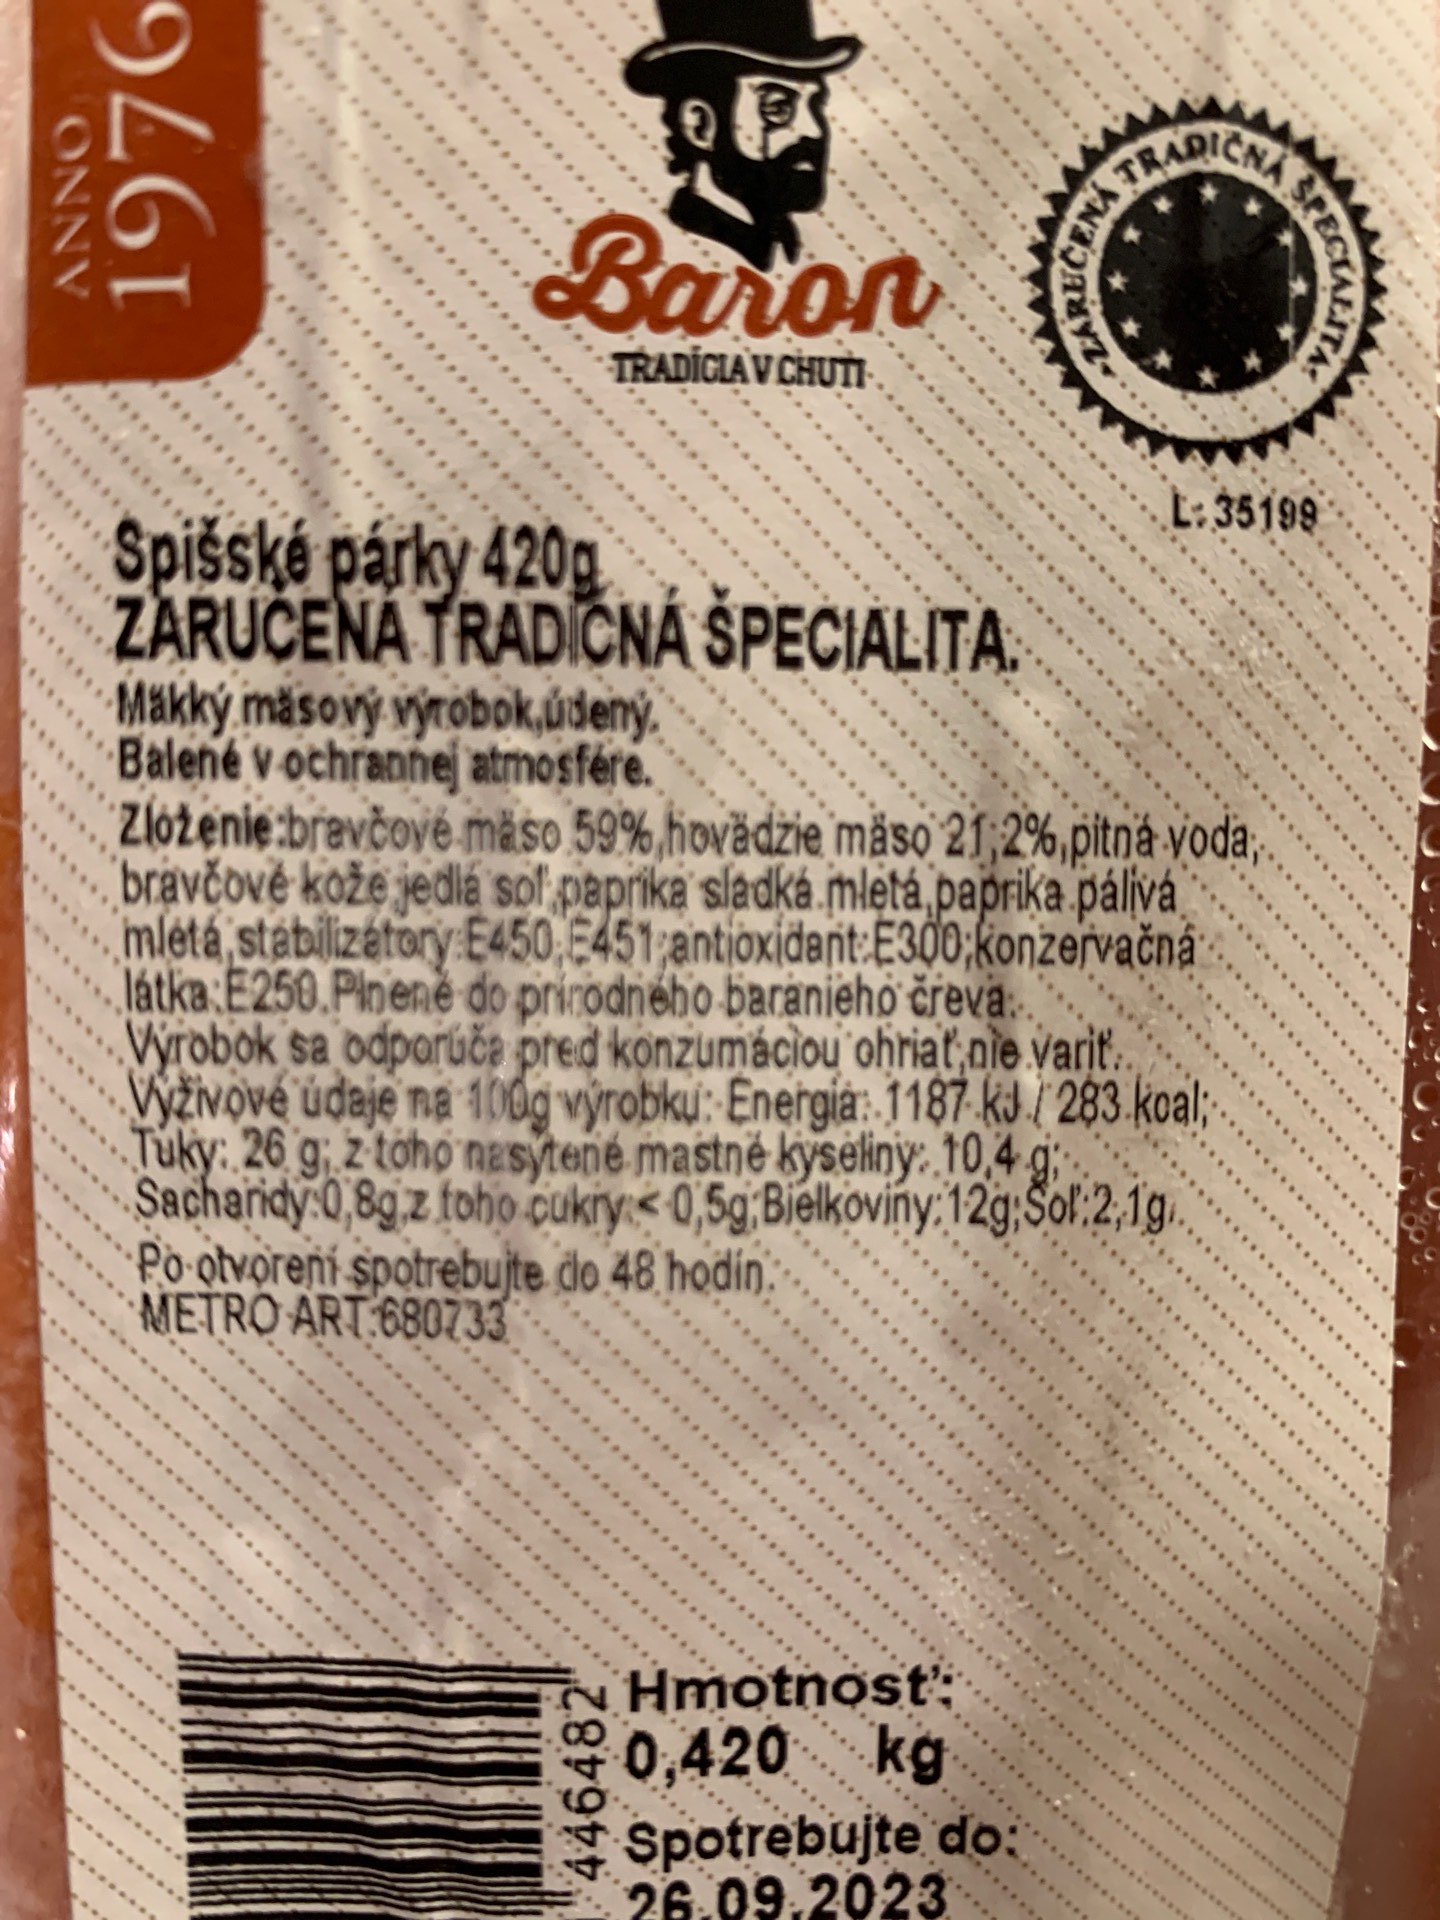 ANNO
1976
Baron
TRADÍCIA V CHUTI
ZARUČENÁ TRADIČNÁ ŠPECIALITA
L: 35199
Spišské párky 420g
ZARUČENÁ TRADIČNÁ ŠPECIALITA.
Mäkký mäsový výrobok,údený.
Balené v ochrannej atmosfére.
Zloženie:bravčové mäso 59%,hovädzie mäso 21,2%,pitná voda,
bravčové kože,jedlá soľ,paprika sladká mletá,paprika pálivá
mletá,stabilizátory:E450,E451;antioxidant:E300;konzervačná
látka:E250.Plnené do prírodného baranieho čreva.
Výrobok sa odporúča pred konzumáciou ohriať,nie variť.
Výživové údaje na 100g výrobku: Energia: 1187 kJ / 283 kcal;
Tuky: 26 g; z toho nasýtené mastné kyseliny: 10,4 g;
Sacharidy:0,8g,z toho cukry:< 0,5g;Bielkoviny:12g;Soľ:2,1g.
Po otvorení spotrebujte do 48 hodín.
METRO ART:680733
446482
Hmotnosť:
0,420 kg
Spotrebujte do:
26.09.2023